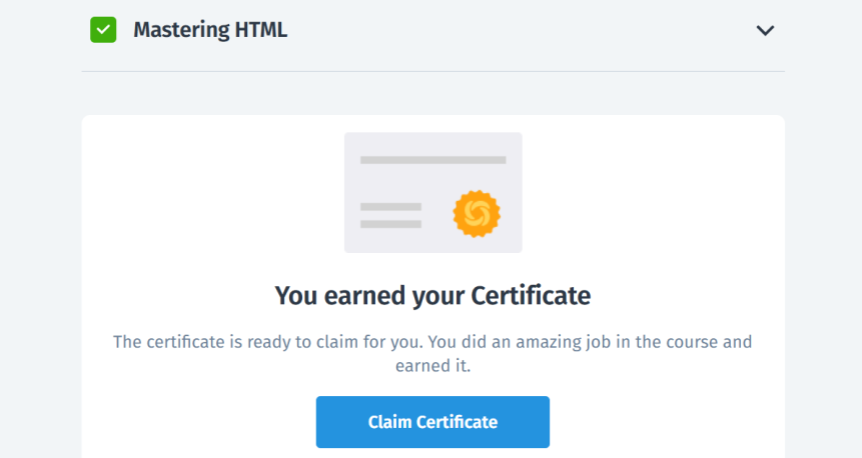 Mastering HTML
You earned your Certificate
The certificate is ready to claim for you. You did an amazing job in the course and
earned it.
Claim Certificate